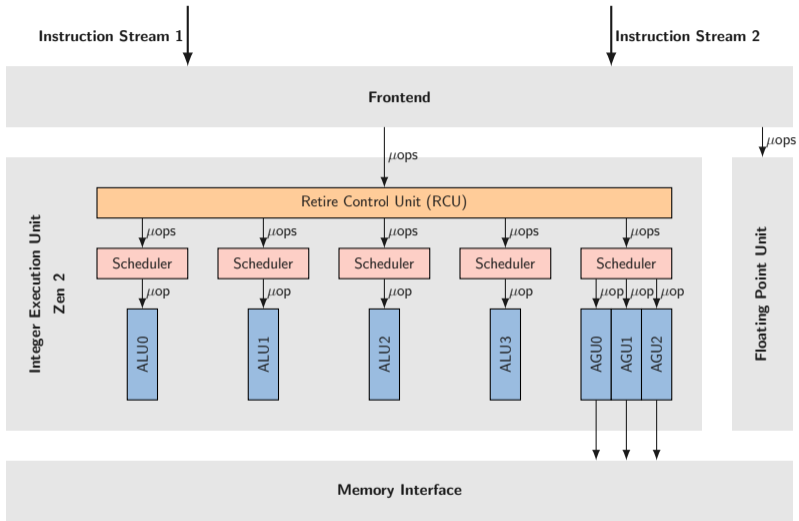 Instruction Stream 1
Instruction Stream 2
Frontend
μops
μops
Integer Execution Unit
Zen 2
Retire Control Unit (RCU)
μops
μops
μops
μops
μops
Scheduler
Scheduler
Scheduler
Scheduler
Scheduler
μop
μop
μop
μop
μop
μop
μop
ALU0
ALU1
ALU2
ALU3
AGU0
AGU1
AGU2
Floating Point Unit
Memory Interface